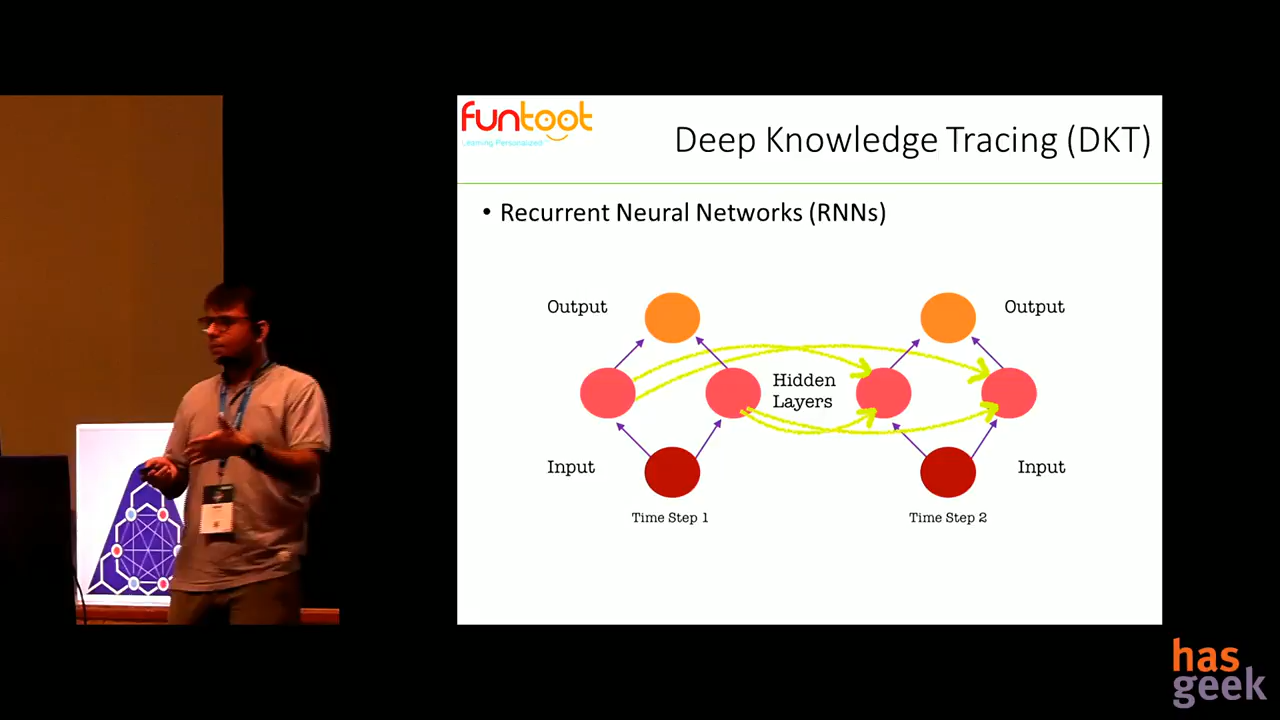 funtoot
Learning Personalized
Deep Knowledge Tracing (DKT)
• Recurrent Neural Networks (RNNs)
Output
Output
Hidden
Layers
Input
Input
Time Step 1
Time Step 2
has
geek